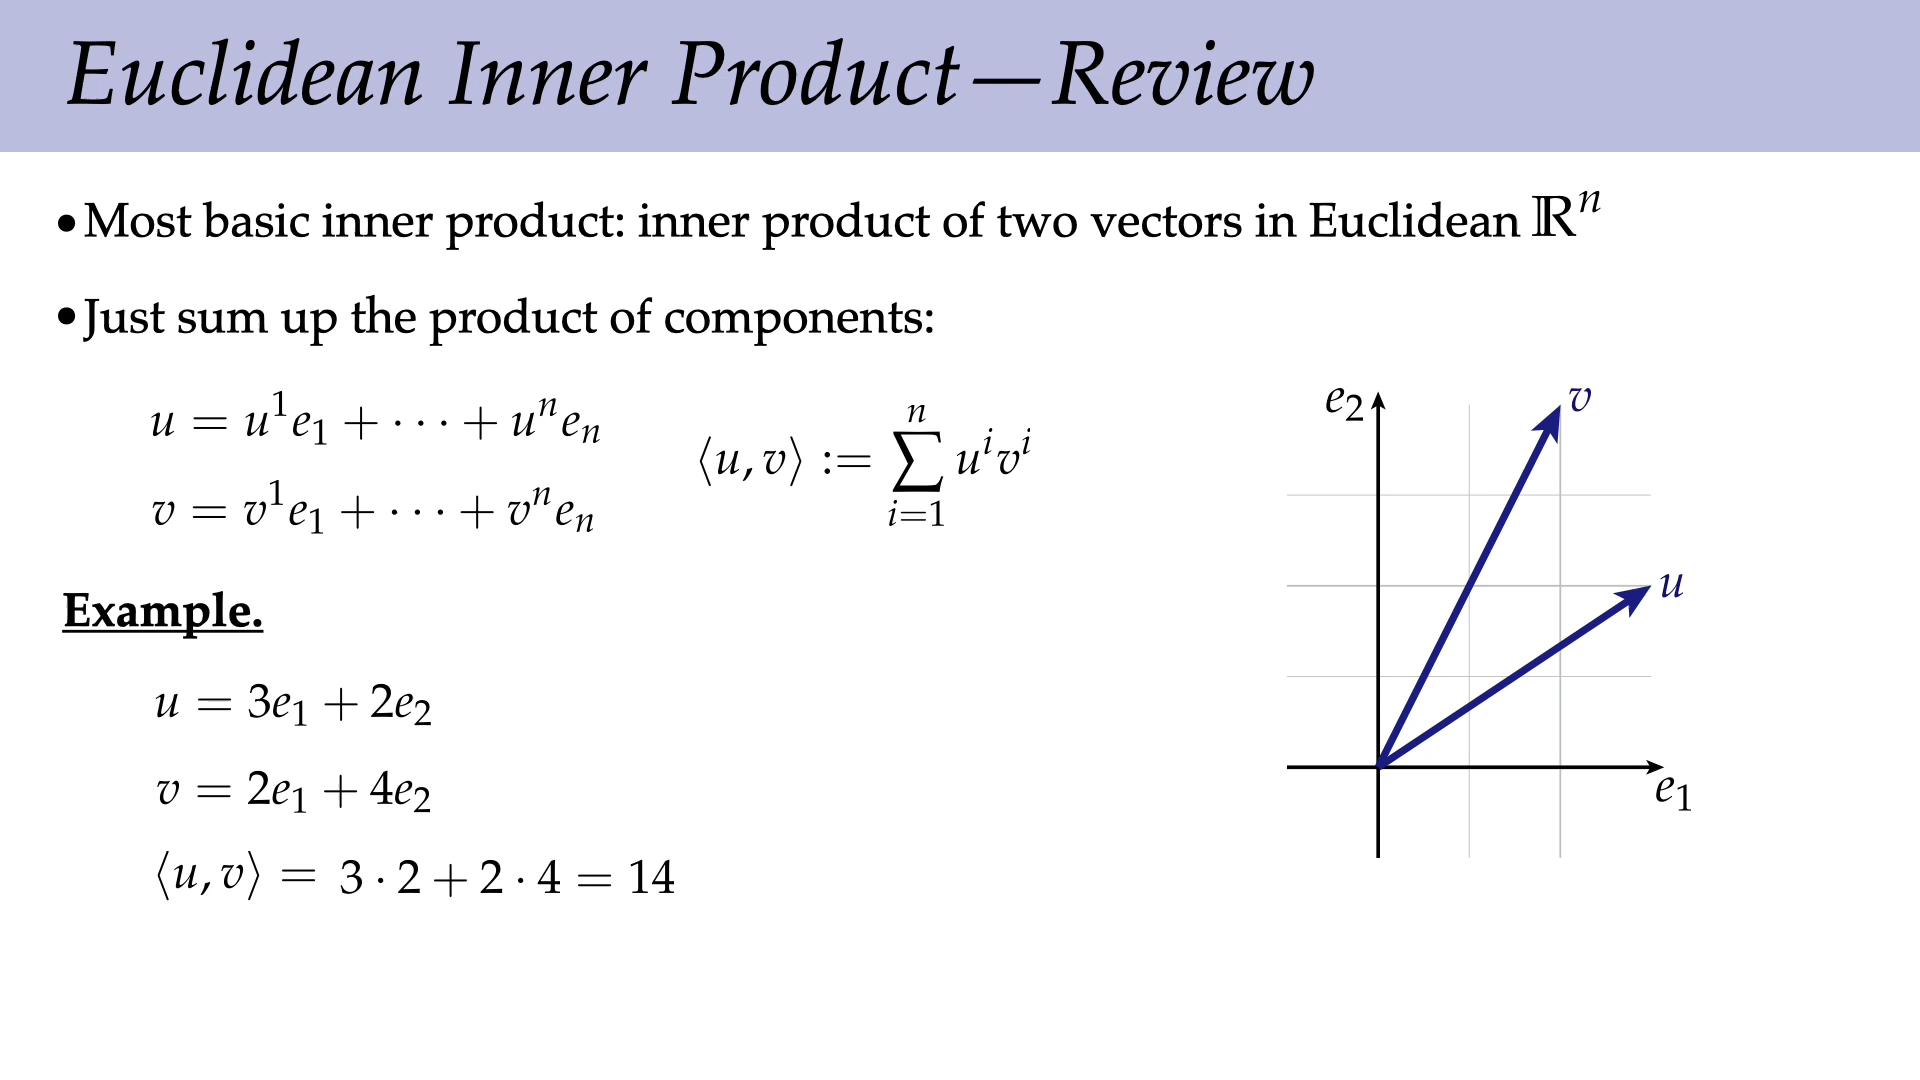 Euclidean Inner Product—Review
•Most basic inner product: inner product of two vectors in Euclidean ℝⁿ
•Just sum up the product of components:
u = u¹e₁ + · · · + uⁿeₙ
v = v¹e₁ + · · · + vⁿeₙ
⟨u, v⟩ := ∑ᵢ₌₁ⁿ uⁱvⁱ
Example.
u = 3e₁ + 2e₂
v = 2e₁ + 4e₂
⟨u, v⟩ = 3 · 2 + 2 · 4 = 14
e₂
v
u
e₁